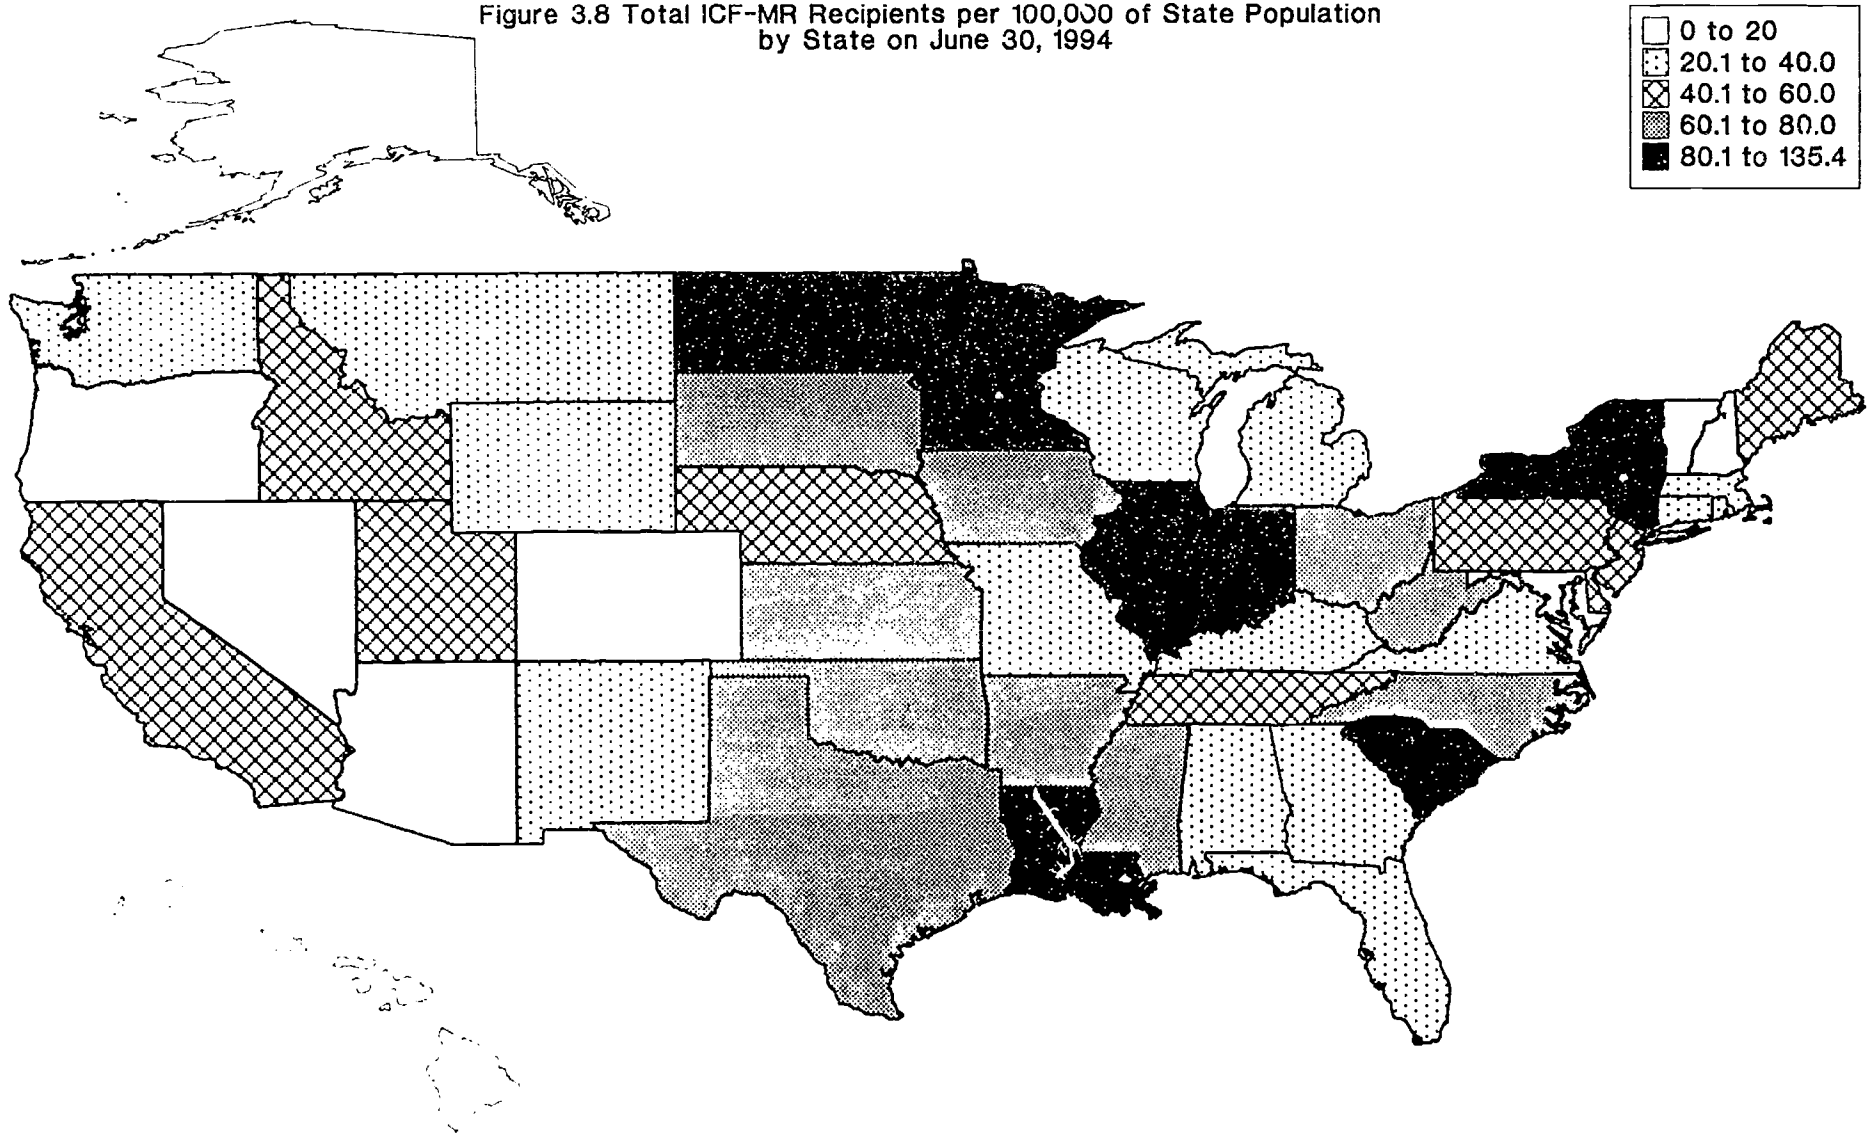 Figure 3.8 Total ICF-MR Recipients per 100,000 of State Population
by State on June 30, 1994
0 to 20
20.1 to 40.0
40.1 to 60.0
60.1 to 80.0
80.1 to 135.4